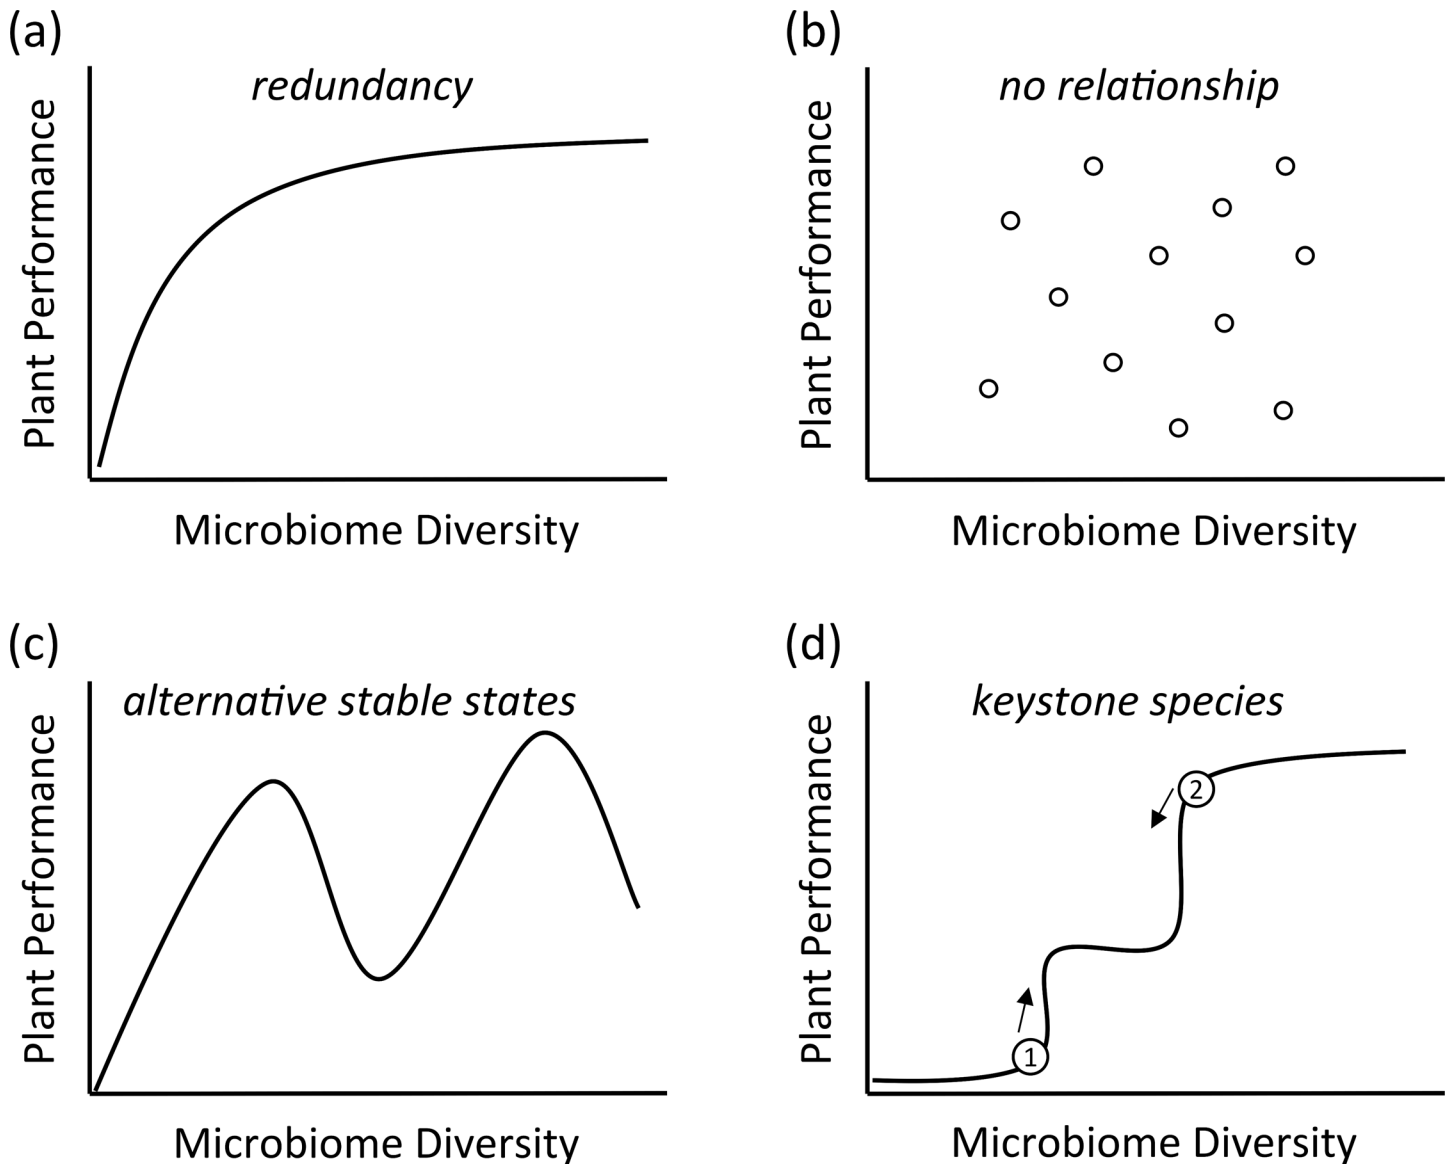 (a)
redundancy
Plant Performance
Microbiome Diversity
(b)
no relationship
Plant Performance
Microbiome Diversity
(c)
alternative stable states
Plant Performance
Microbiome Diversity
(d)
keystone species
Plant Performance
2
1
Microbiome Diversity